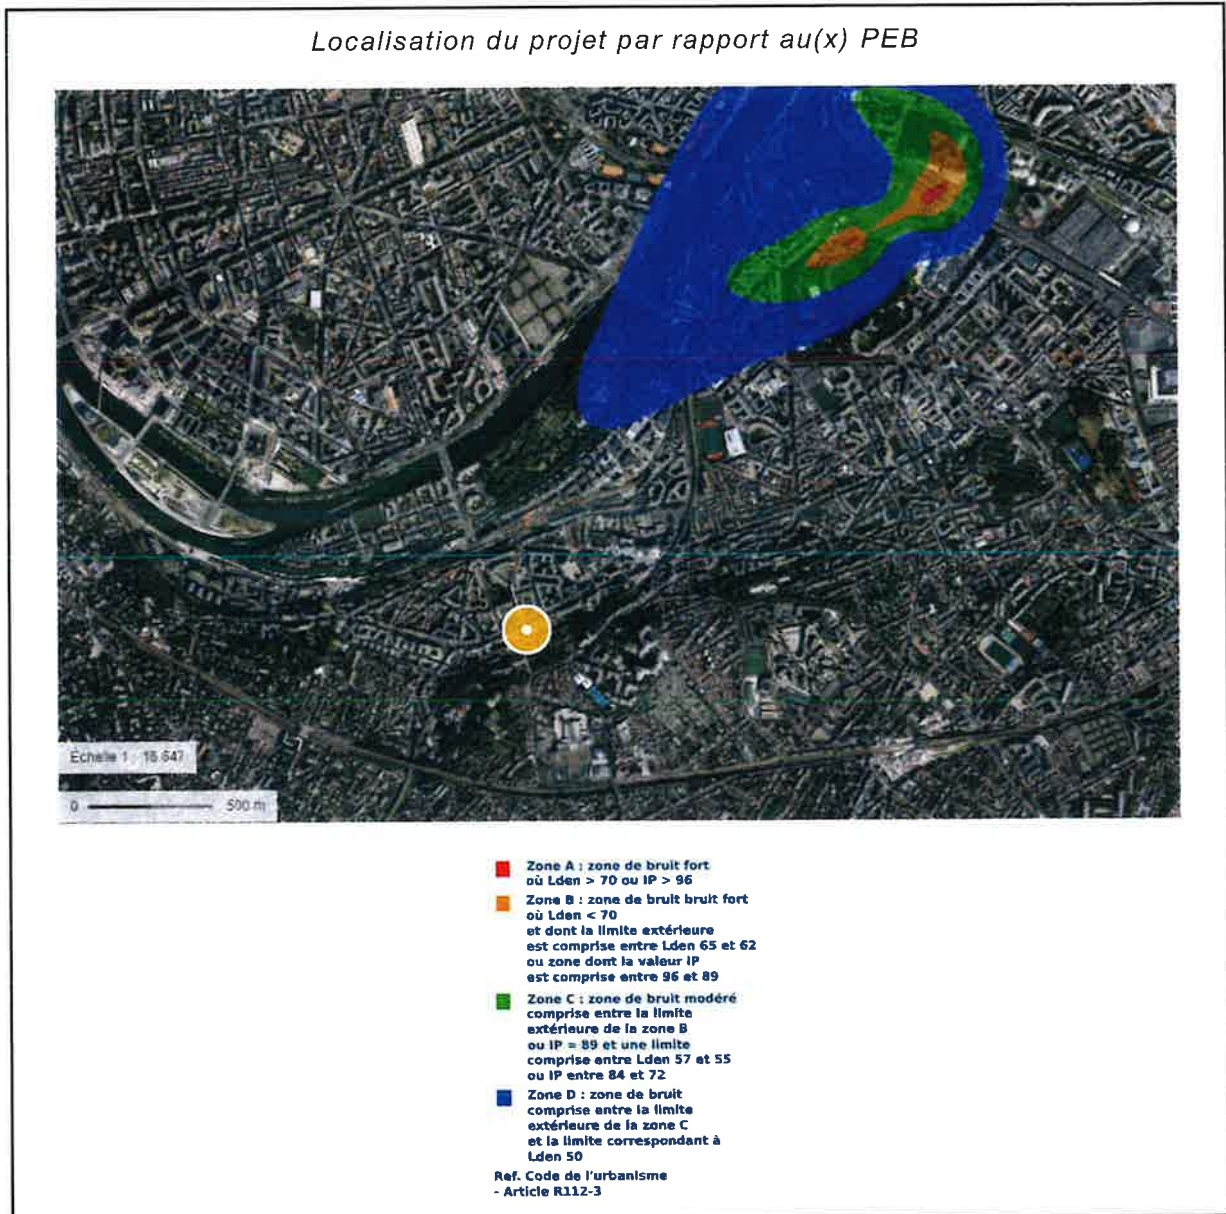 Localisation du projet par rapport au(x) PEB
Échelle 1 : 16 647
0 500 m
Zone A : zone de bruit fort
où Lden > 70 ou IP > 96
Zone B : zone de bruit bruit fort
où Lden < 70
et dont la limite extérieure
est comprise entre Lden 65 et 62
ou zone dont la valeur IP
est comprise entre 96 et 89
Zone C : zone de bruit modéré
comprise entre la limite
extérieure de la zone B
ou IP = 89 et une limite
comprise entre Lden 57 et 55
ou IP entre 84 et 72
Zone D : zone de bruit
comprise entre la limite
extérieure de la zone C
et la limite correspondant à
Lden 50
Ref. Code de l'urbanisme
- Article R112-3